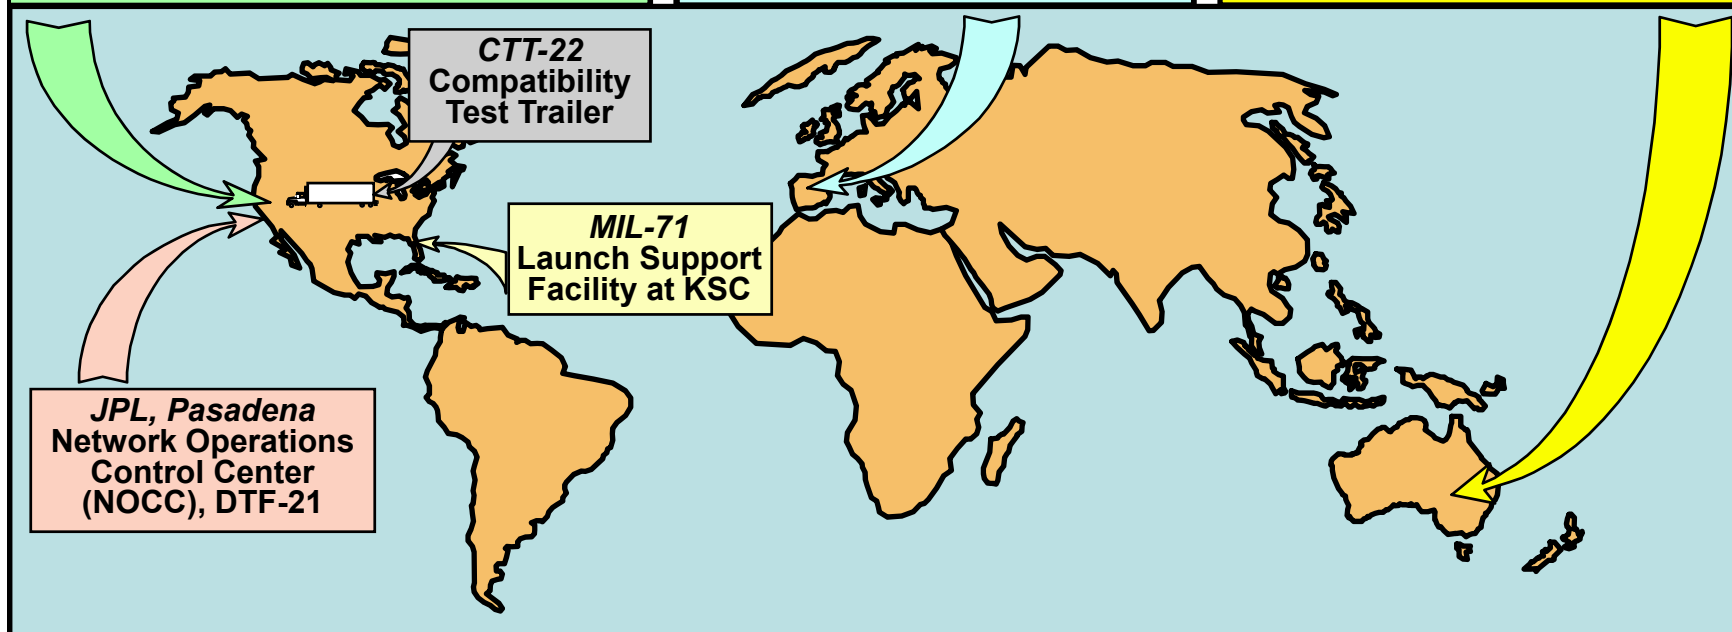 CTT-22
Compatibility
Test Trailer
MIL-71
Launch Support
Facility at KSC
JPL, Pasadena
Network Operations
Control Center
(NOCC), DTF-21